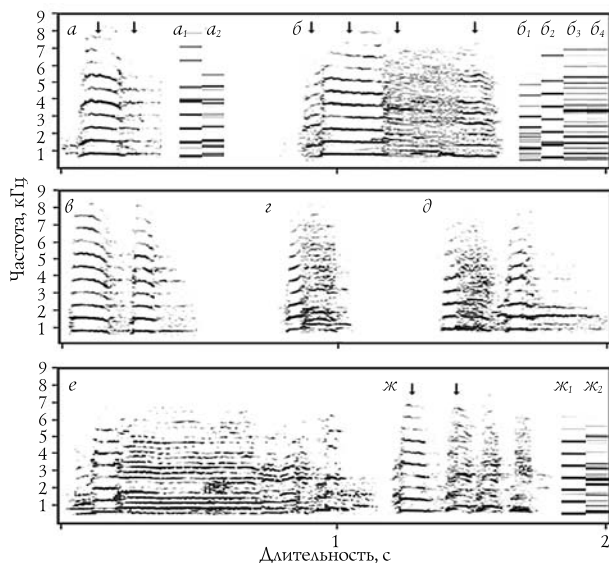 9
8
7
6
5
4
3
2
1
а
а₁ а₂
б
б₁ б₂ б₃ б₄
9
8
7
6
5
4
3
2
1
в
г
д
9
8
7
6
5
4
3
2
1
е
ж
ж₁ ж₂
1
2
Частота, кГц
Длительность, с